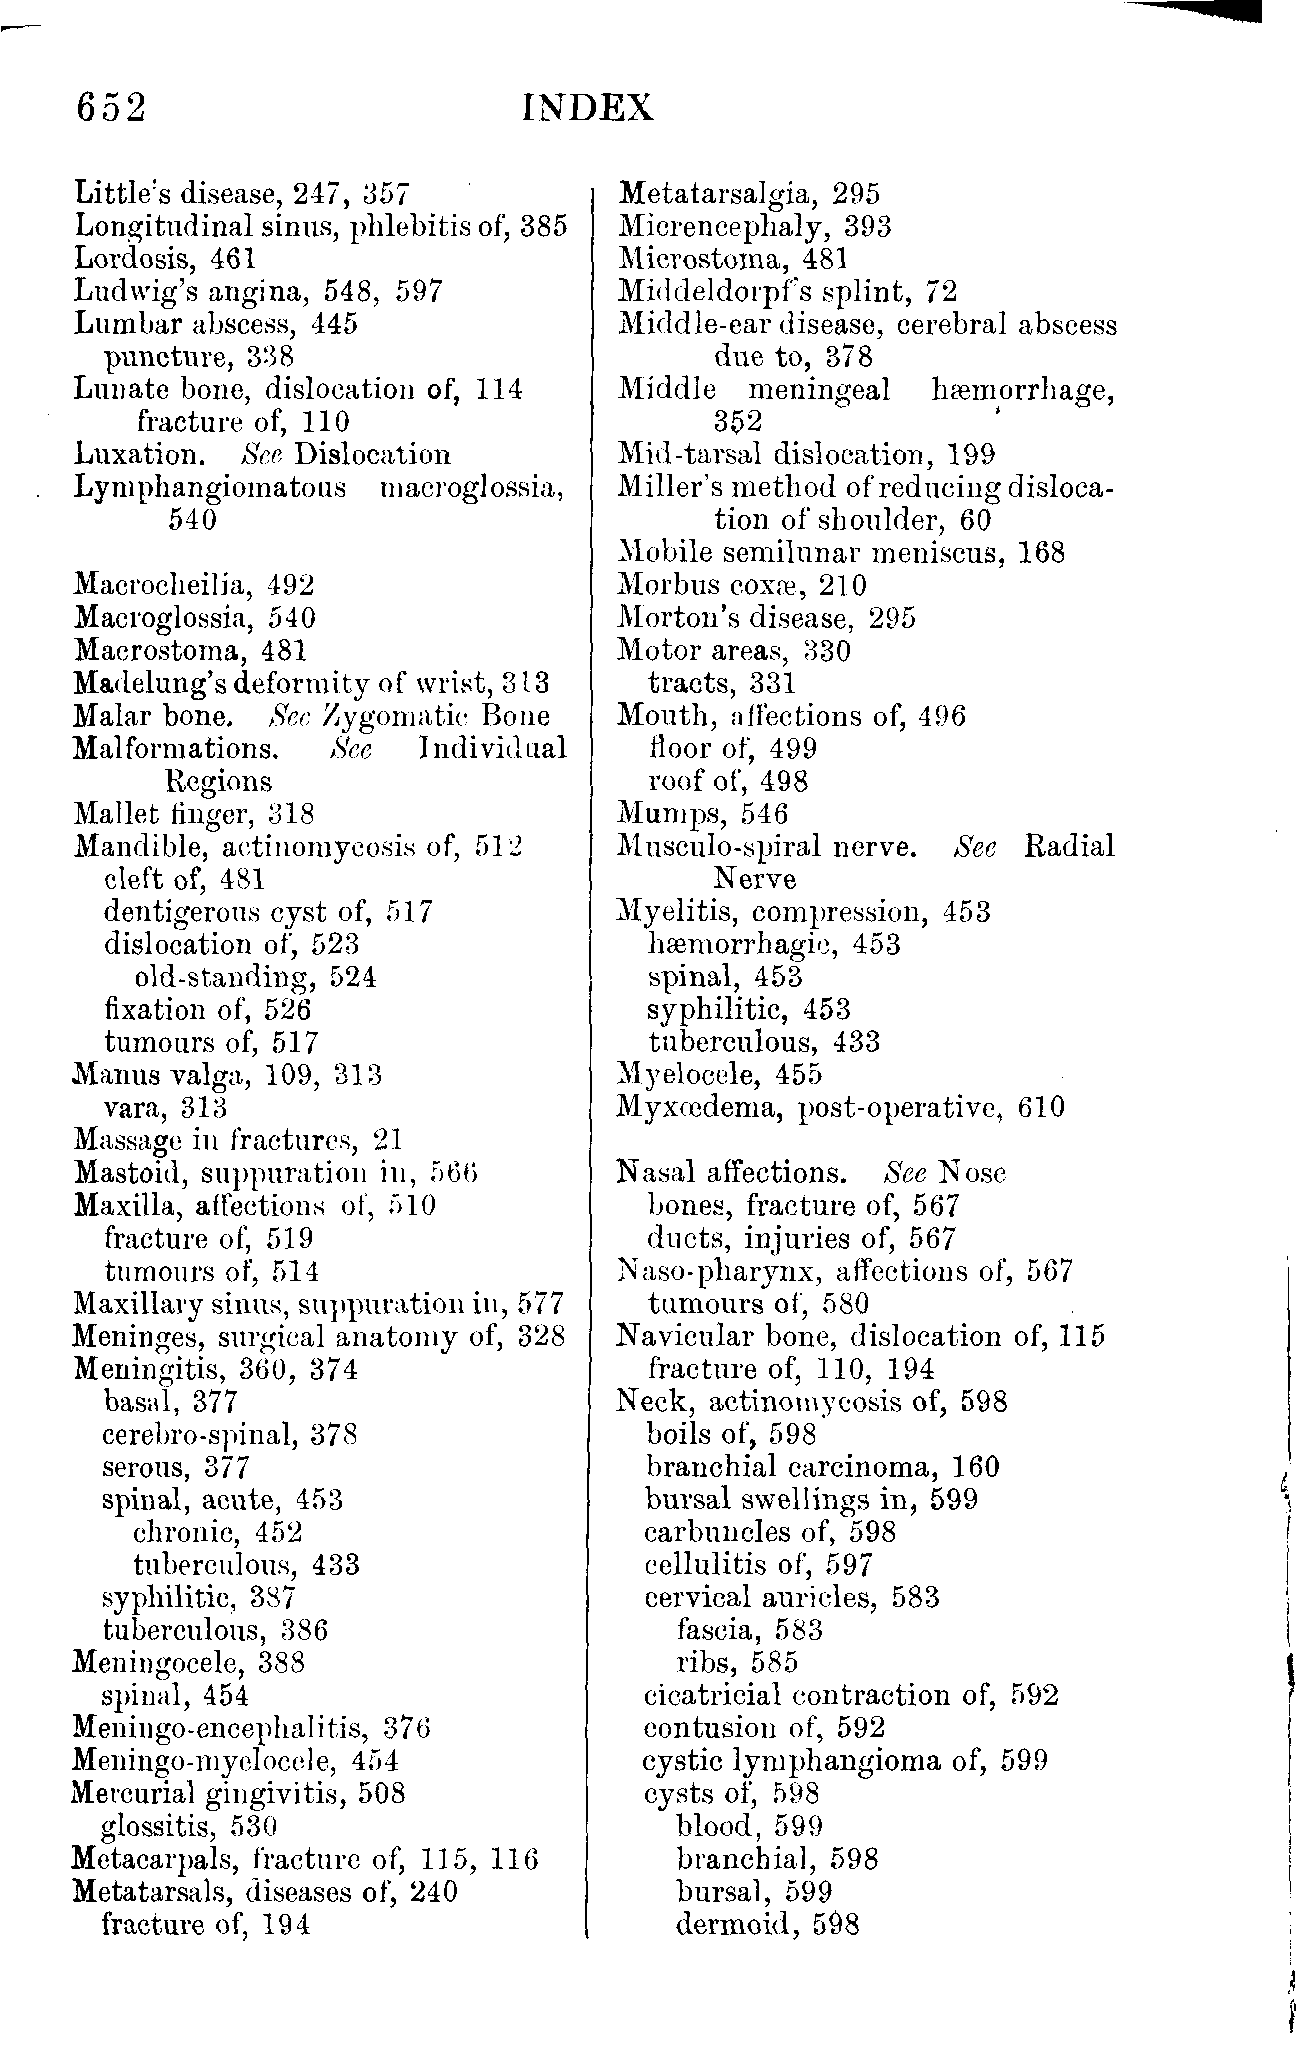 652 INDEX
Little's disease, 247, 357
Longitudinal sinus, phlebitis of, 385
Lordosis, 461
Ludwig's angina, 548, 597
Lumbar abscess, 445
puncture, 338
Lunate bone, dislocation of, 114
fracture of, 110
Luxation. See Dislocation
Lymphangiomatous macroglossia,
540
Macrocheilia, 492
Macroglossia, 540
Macrostoma, 481
Madelung's deformity of wrist, 313
Malar bone. See Zygomatic Bone
Malformations. See Individual
Regions
Mallet finger, 318
Mandible, actinomycosis of, 512
cleft of, 481
dentigerous cyst of, 517
dislocation of, 523
old-standing, 524
fixation of, 526
tumours of, 517
Manus valga, 109, 313
vara, 313
Massage in fractures, 21
Mastoid, suppuration in, 566
Maxilla, affections of, 510
fracture of, 519
tumours of, 514
Maxillary sinus, suppuration in, 577
Meninges, surgical anatomy of, 328
Meningitis, 360, 374
basal, 377
cerebro-spinal, 378
serous, 377
spinal, acute, 453
chronic, 452
tuberculous, 433
syphilitic, 387
tuberculous, 386
Meningocele, 388
spinal, 454
Meningo-encephalitis, 376
Meningo-myelocele, 454
Mercurial gingivitis, 508
glossitis, 530
Metacarpals, fracture of, 115, 116
Metatarsals, diseases of, 240
fracture of, 194
Metatarsalgia, 295
Micrencephaly, 393
Microstoma, 481
Middeldorpf's splint, 72
Middle-ear disease, cerebral abscess
due to, 378
Middle meningeal hæmorrhage,
352
Mid-tarsal dislocation, 199
Miller's method of reducing disloca-
tion of shoulder, 60
Mobile semilunar meniscus, 168
Morbus coxæ, 210
Morton's disease, 295
Motor areas, 330
tracts, 331
Mouth, affections of, 496
floor of, 499
roof of, 498
Mumps, 546
Musculo-spiral nerve. See Radial
Nerve
Myelitis, compression, 453
hæmorrhagic, 453
spinal, 453
syphilitic, 453
tuberculous, 433
Myelocele, 455
Myxœdema, post-operative, 610
Nasal affections. See Nose
bones, fracture of, 567
ducts, injuries of, 567
Naso-pharynx, affections of, 567
tumours of, 580
Navicular bone, dislocation of, 115
fracture of, 110, 194
Neck, actinomycosis of, 598
boils of, 598
branchial carcinoma, 160
bursal swellings in, 599
carbuncles of, 598
cellulitis of, 597
cervical auricles, 583
fascia, 583
ribs, 585
cicatricial contraction of, 592
contusion of, 592
cystic lymphangioma of, 599
cysts of, 598
blood, 599
branchial, 598
bursal, 599
dermoid, 598